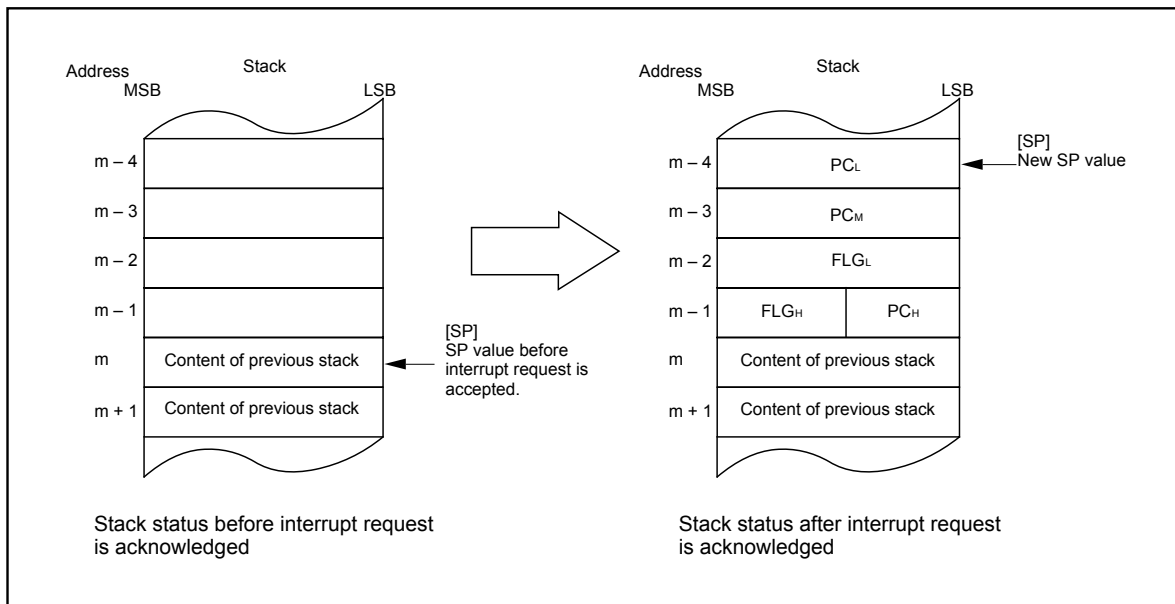 Address
MSB
Stack
LSB
m – 4
m – 3
m – 2
m – 1
m
Content of previous stack
m + 1
Content of previous stack
[SP]
SP value before
interrupt request is
accepted.
Stack status before interrupt request
is acknowledged
Address
MSB
Stack
LSB
m – 4
PCL
[SP]
New SP value
m – 3
PCM
m – 2
FLGL
m – 1
FLGH
PCH
m
Content of previous stack
m + 1
Content of previous stack
Stack status after interrupt request
is acknowledged